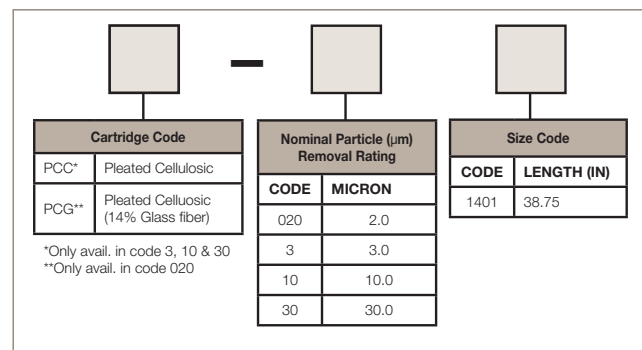 Cartridge Code
PCC* Pleated Cellulosic
PCG** Pleated Celluosic
(14% Glass fiber)
*Only avail. in code 3, 10 & 30
**Only avail. in code 020
Nominal Particle (μm)
Removal Rating
CODE MICRON
020 2.0
3 3.0
10 10.0
30 30.0
Size Code
CODE LENGTH (IN)
1401 38.75